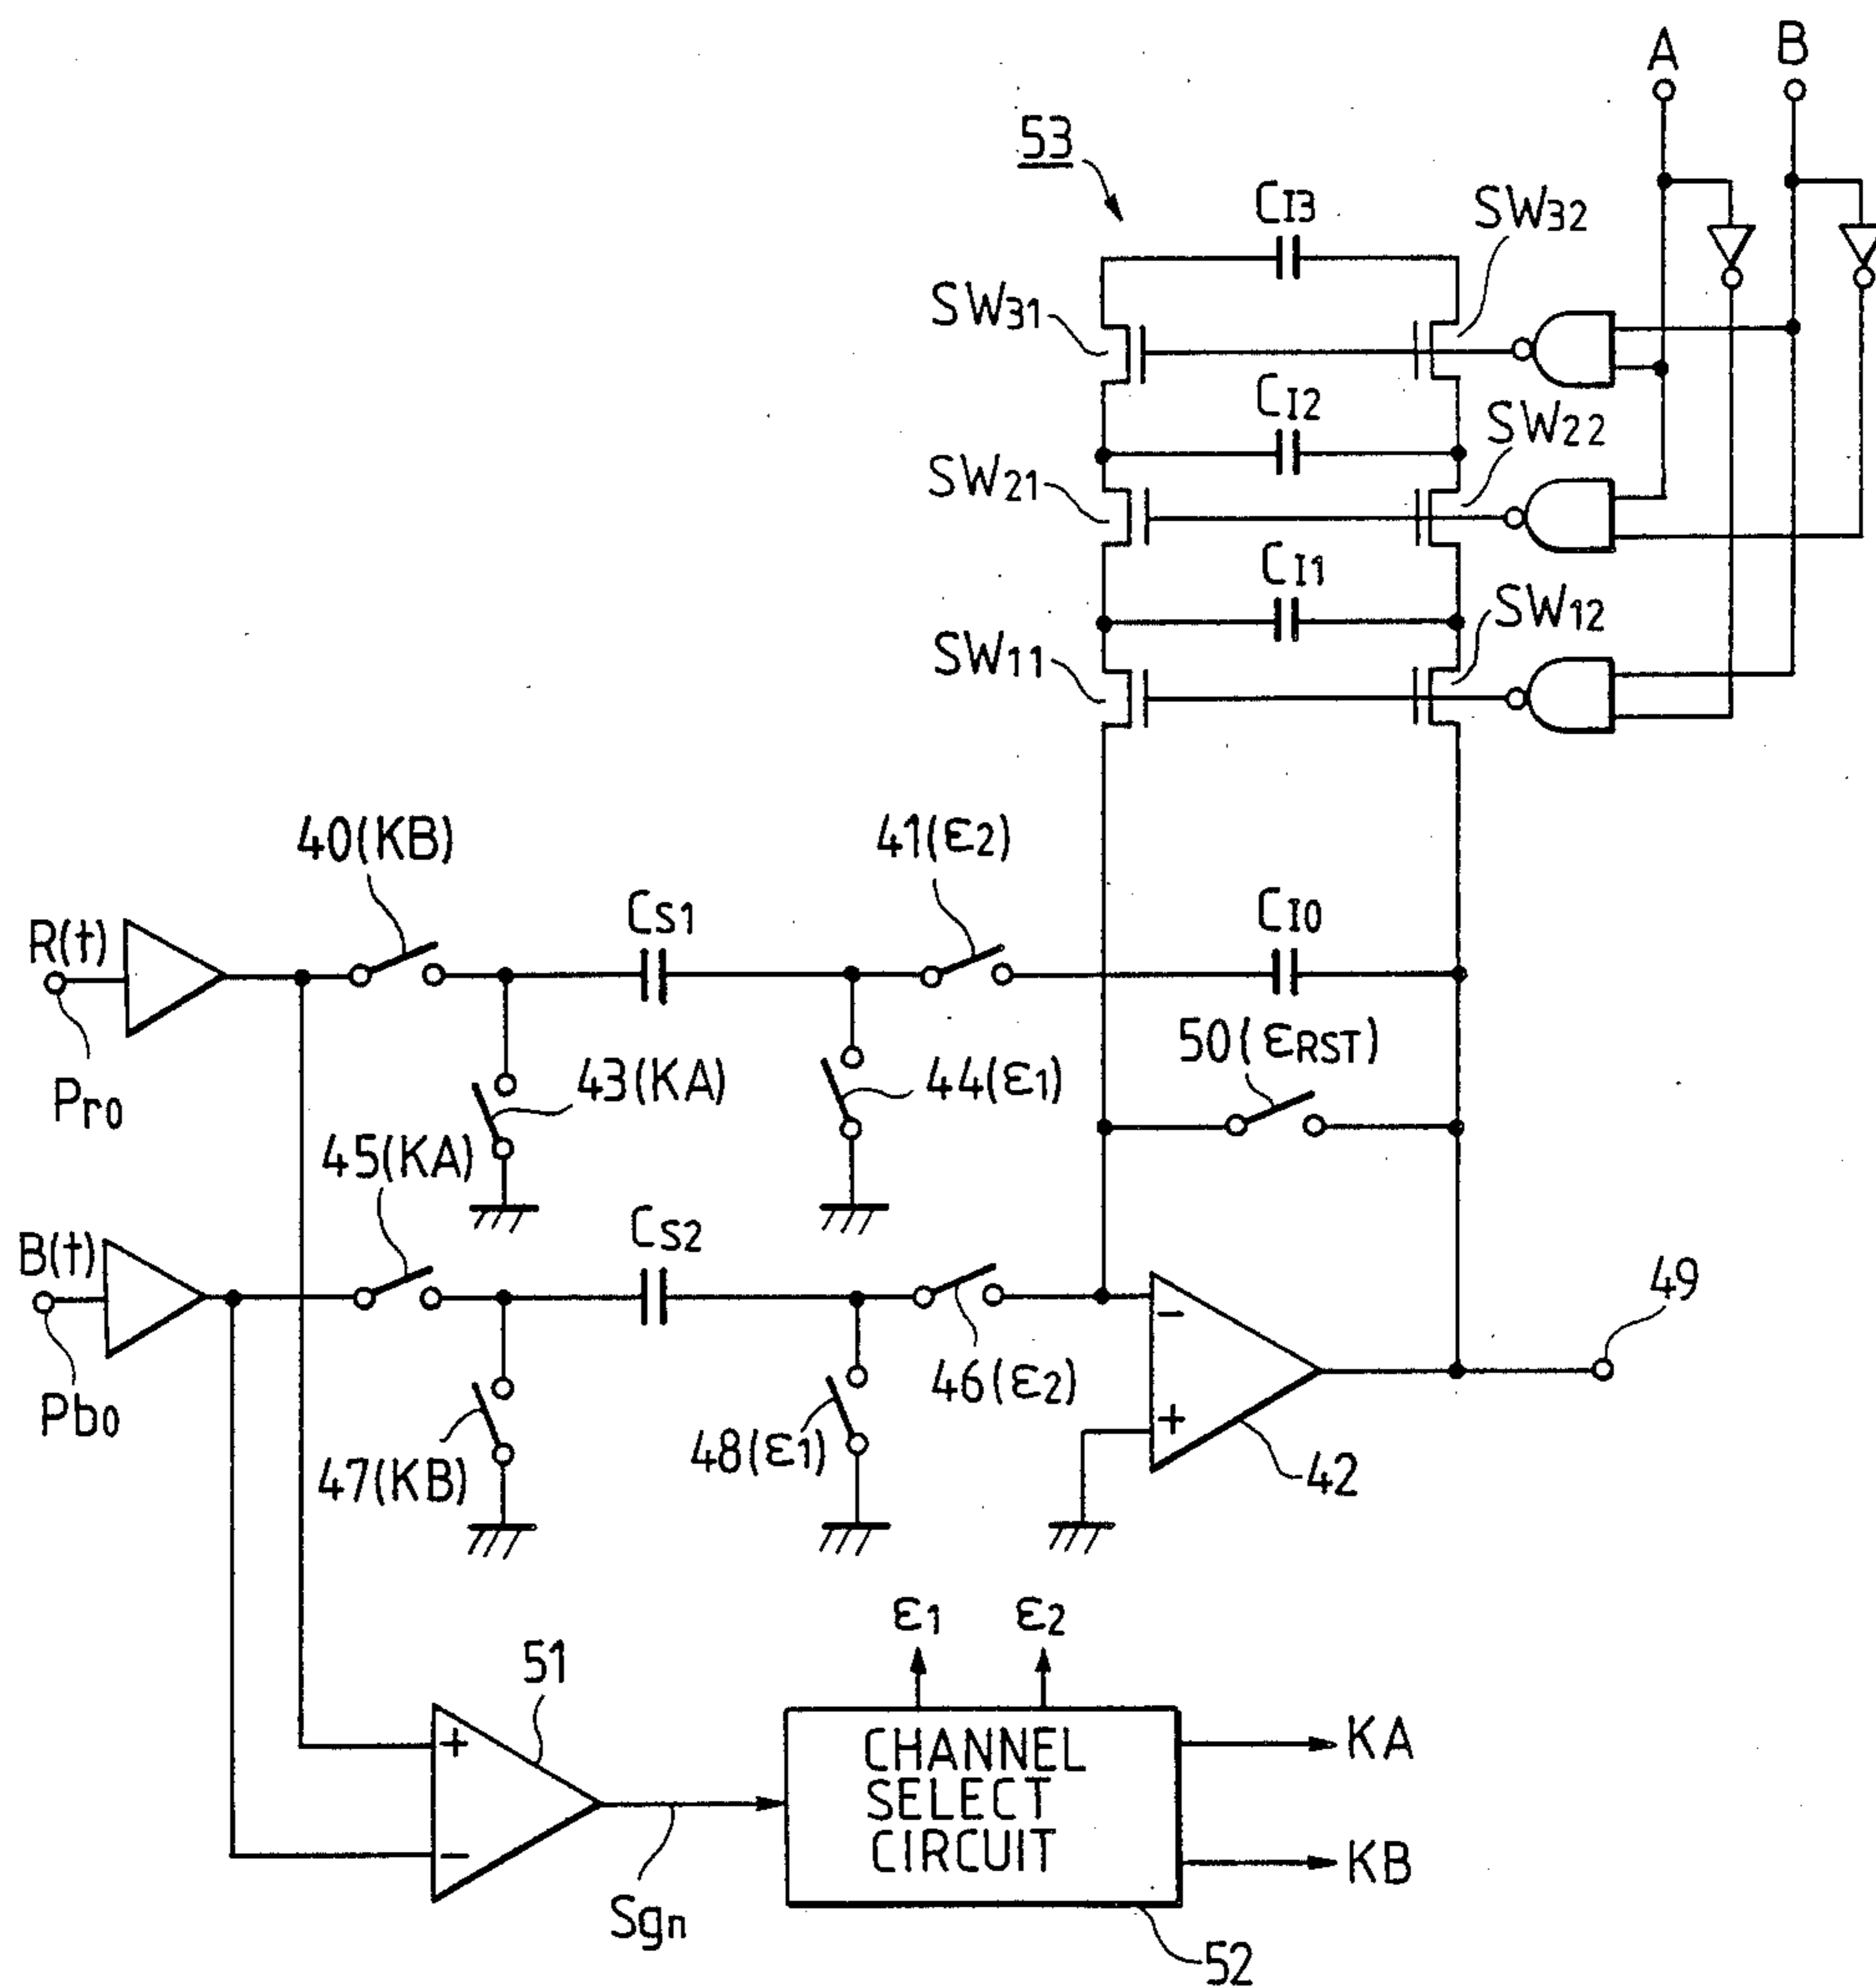 A
B
53
CI3
SW32
SW31
CI2
SW22
SW21
CI1
SW12
SW11
40(KB)
41(ε2)
CS1
CI0
R(t)
50(εRST)
Pr0
43(KA)
44(ε1)
45(KA)
CS2
B(t)
49
-
46(ε2)
Pb0
+
48(ε1)
47(KB)
42
ε1
ε2
51
+
CHANNEL
SELECT
CIRCUIT
KA
-
KB
Sgn
52